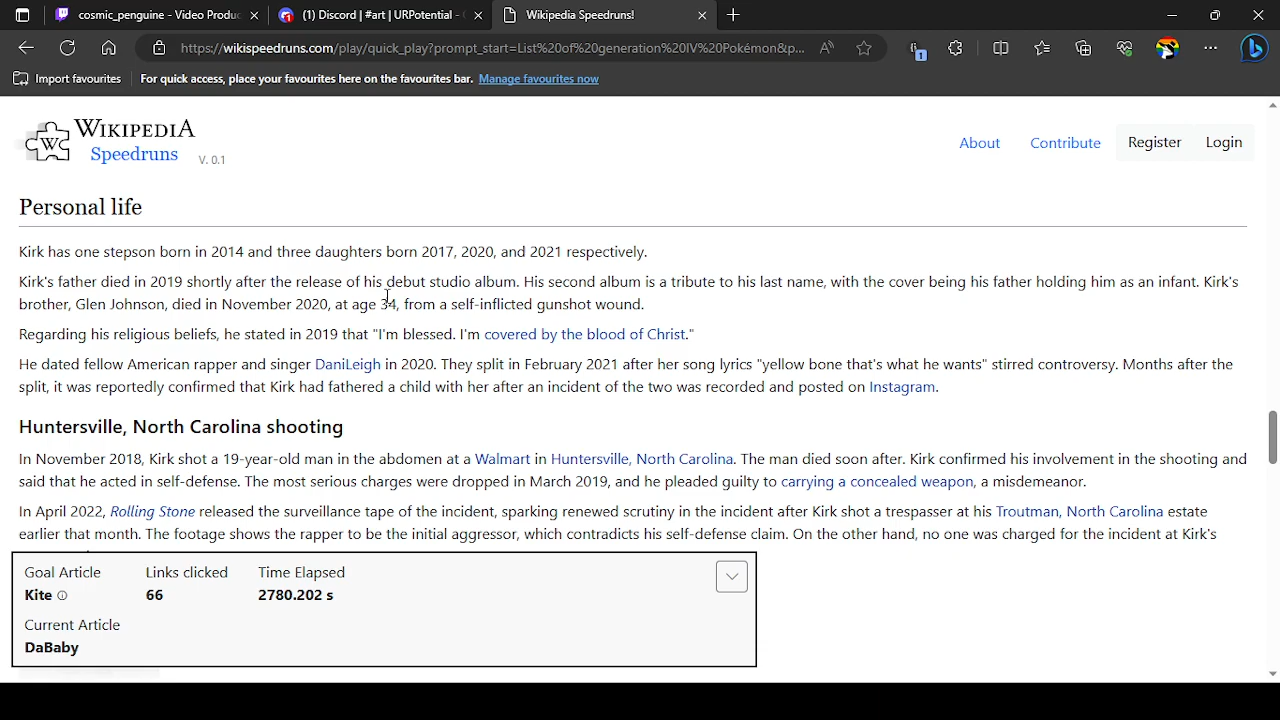 cosmic_penguine - Video Produc
(1) Discord | #art | URPotential -
Wikipedia Speedruns!
https://wikispeedruns.com/play/quick_play?prompt_start=List%20of%20generation%20IV%20Pokémon&p...
1
Import favourites
For quick access, place your favourites here on the favourites bar. Manage favourites now
W
WIKIPEDIA
Speedruns
V. 0.1
About
Contribute
Register
Login
Personal life
Kirk has one stepson born in 2014 and three daughters born 2017, 2020, and 2021 respectively.
Kirk's father died in 2019 shortly after the release of his debut studio album. His second album is a tribute to his last name, with the cover being his father holding him as an infant. Kirk's
brother, Glen Johnson, died in November 2020, at age 34, from a self-inflicted gunshot wound.
Regarding his religious beliefs, he stated in 2019 that "I'm blessed. I'm covered by the blood of Christ."
He dated fellow American rapper and singer DaniLeigh in 2020. They split in February 2021 after her song lyrics "yellow bone that's what he wants" stirred controversy. Months after the
split, it was reportedly confirmed that Kirk had fathered a child with her after an incident of the two was recorded and posted on Instagram.
Huntersville, North Carolina shooting
In November 2018, Kirk shot a 19-year-old man in the abdomen at a Walmart in Huntersville, North Carolina. The man died soon after. Kirk confirmed his involvement in the shooting and
said that he acted in self-defense. The most serious charges were dropped in March 2019, and he pleaded guilty to carrying a concealed weapon, a misdemeanor.
In April 2022, Rolling Stone released the surveillance tape of the incident, sparking renewed scrutiny in the incident after Kirk shot a trespasser at his Troutman, North Carolina estate
earlier that month. The footage shows the rapper to be the initial aggressor, which contradicts his self-defense claim. On the other hand, no one was charged for the incident at Kirk's
Goal Article
Links clicked
Time Elapsed
Kite
66
2780.202 s
Current Article
DaBaby